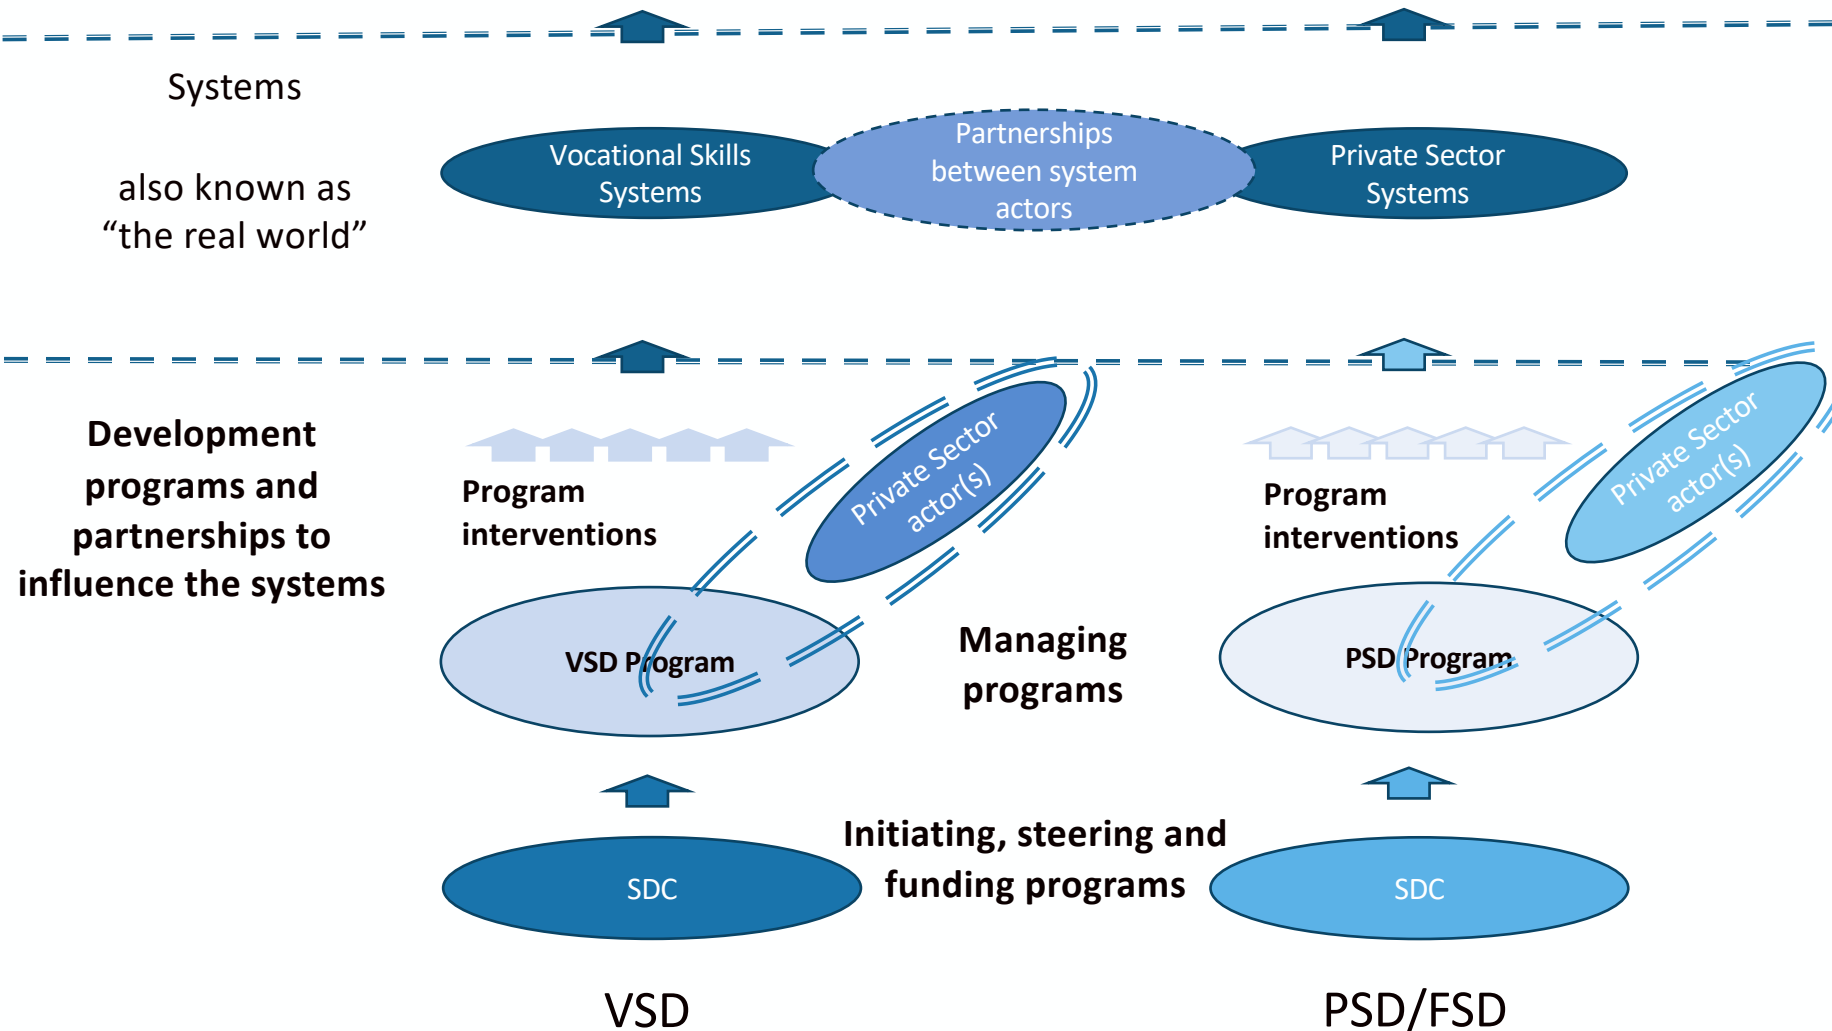 Systems
also known as
“the real world”
Vocational Skills
Systems
Partnerships
between system
actors
Private Sector
Systems
Development
programs and
partnerships to
influence the systems
Program
interventions
Private Sector
actor(s)
VSD Program
Managing
programs
Program
interventions
Private Sector
actor(s)
PSD Program
Initiating, steering and
funding programs
SDC
SDC
VSD
PSD/FSD